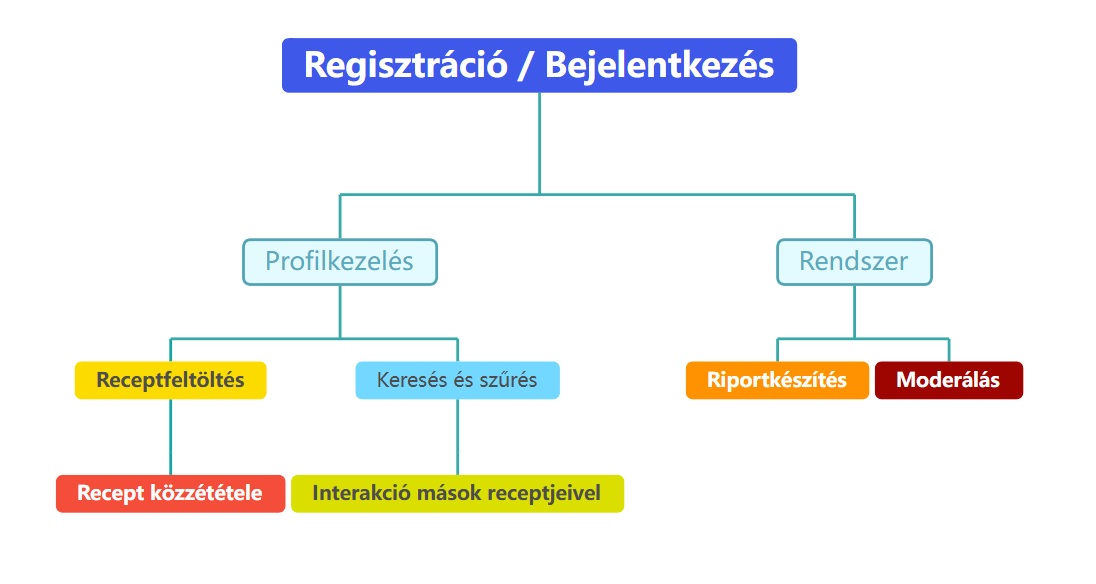 Regisztráció / Bejelentkezés
Profilkezelés
Rendszer
Receptfeltöltés
Keresés és szűrés
Riportkészítés
Moderálás
Recept közzététele
Interakció mások receptjeivel